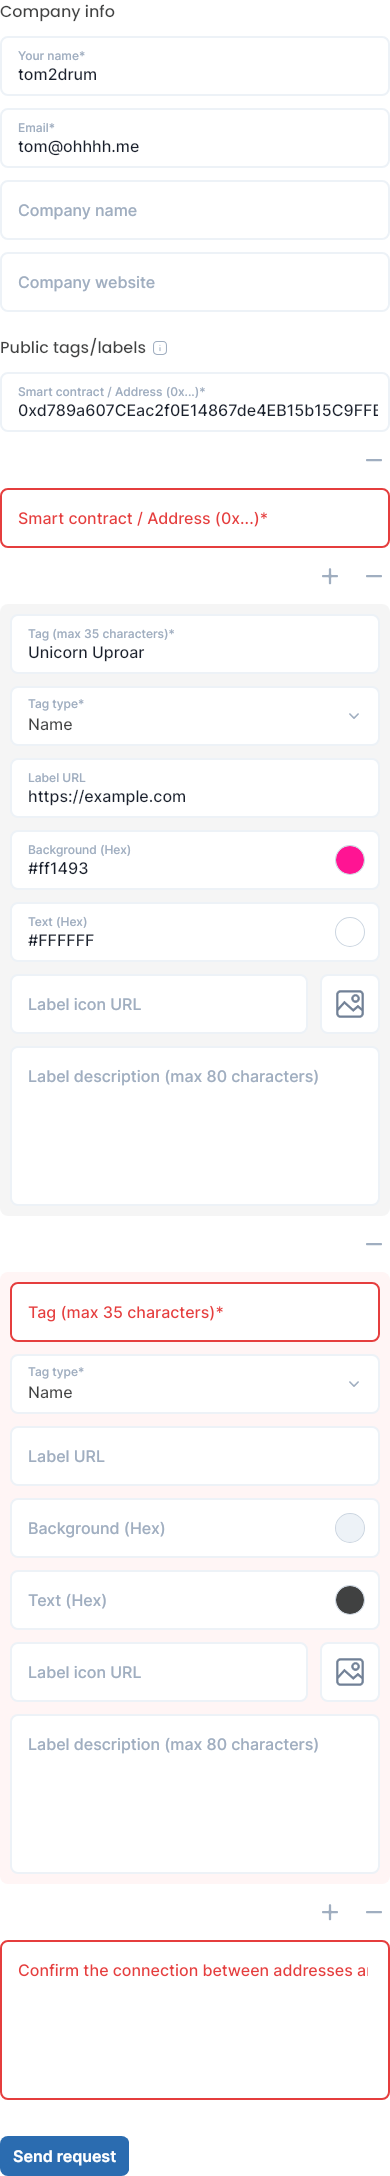 Company info
Your name*
tom2drum
Email*
tom@ohhhh.me
Company name
Company website
Public tags/labels
Smart contract / Address (0x...)*
0xd789a607CEac2f0E14867de4EB15b15C9FFE
Smart contract / Address (0x...)*
Tag (max 35 characters)*
Unicorn Uproar
Tag type*
Name
Label URL
https://example.com
Background (Hex)
#ff1493
Text (Hex)
#FFFFFF
Label icon URL
Label description (max 80 characters)
Tag (max 35 characters)*
Tag type*
Name
Label URL
Background (Hex)
Text (Hex)
Label icon URL
Label description (max 80 characters)
Confirm the connection between addresses
Send request